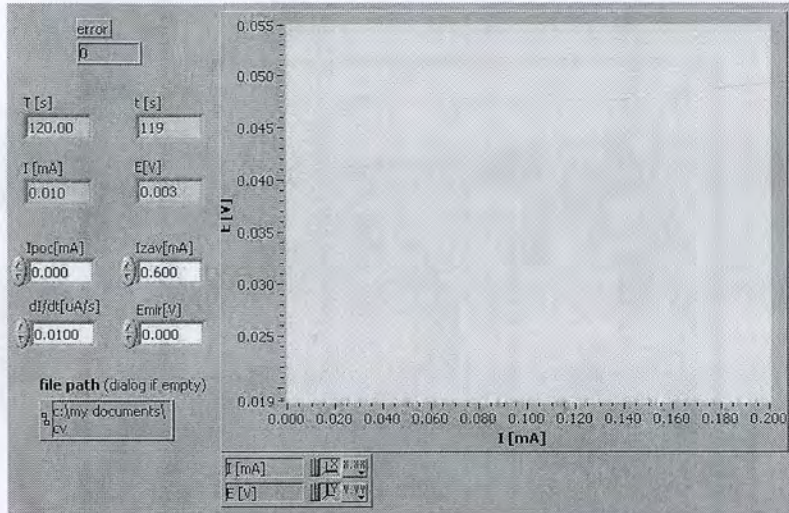 error
0
T [s] t [s]
120.00 119
I [mA] E[V]
0.010 0.003
Ipoc[mA] Izav[mA]
0.000 0.600
dI/dt[uA/s] Emir[V]
0.0100 0.000
file path (dialog if empty)
c:\my documents\
cv
0.055
0.050
0.045
0.040
0.035
0.030
0.025
0.019
E [V]
0.000 0.020 0.040 0.060 0.080 0.100 0.120 0.140 0.160 0.180 0.200
I [mA]
I [mA] X X.XX
E [V] Y Y.YY